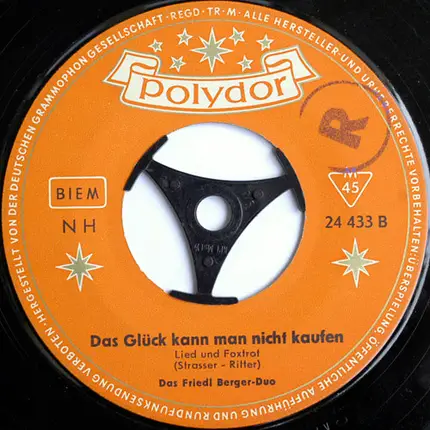 polydor
R
BIEM
NH
M
45
24 433 B
Das Glück kann man nicht kaufen
Lied und Foxtrot
(Strasser - Ritter)
Das Friedl Berger-Duo
HERGESTELLT VON DER DEUTSCHEN GRAMMOPHON GESELLSCHAFT · REGD · TR · M · ALLE HERSTELLER- UND URHEBERRECHTE VORBEHALTEN · ÜBERSPIELUNG, ÖFFENTLICHE AUFFÜHRUNG UND RUNDFUNKSENDUNG VERBOTEN ·